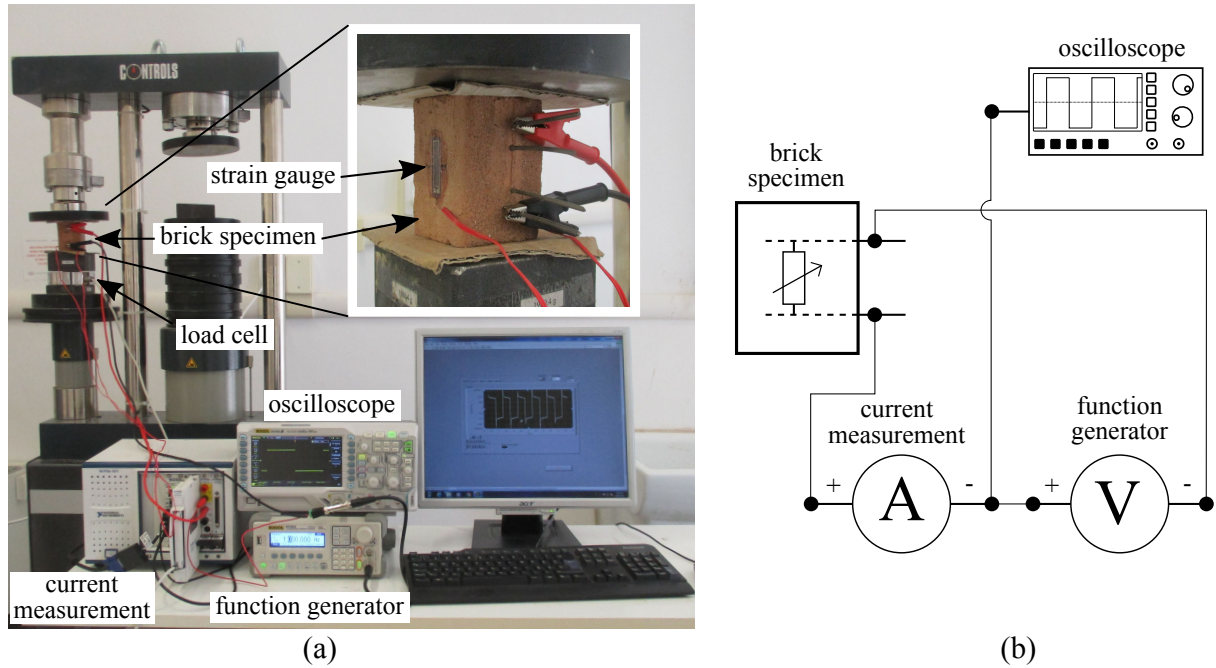 CONTROLS
strain gauge
brick specimen
load cell
oscilloscope
acer
current
measurement
function generator
(a)
oscilloscope
brick
specimen
current
measurement
function
generator
+
A
-
+
V
-
(b)